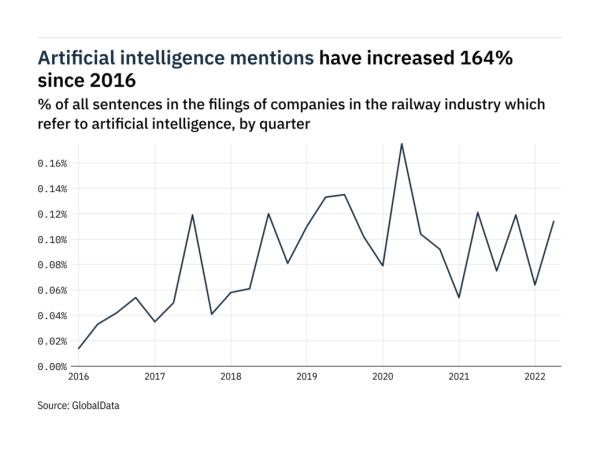 Artificial intelligence mentions have increased 164%
since 2016
% of all sentences in the filings of companies in the railway industry which
refer to artificial intelligence, by quarter
0.16%
0.14%
0.12%
0.10%
0.08%
0.06%
0.04%
0.02%
0.00%
2016 2017 2018 2019 2020 2021 2022
Source: GlobalData